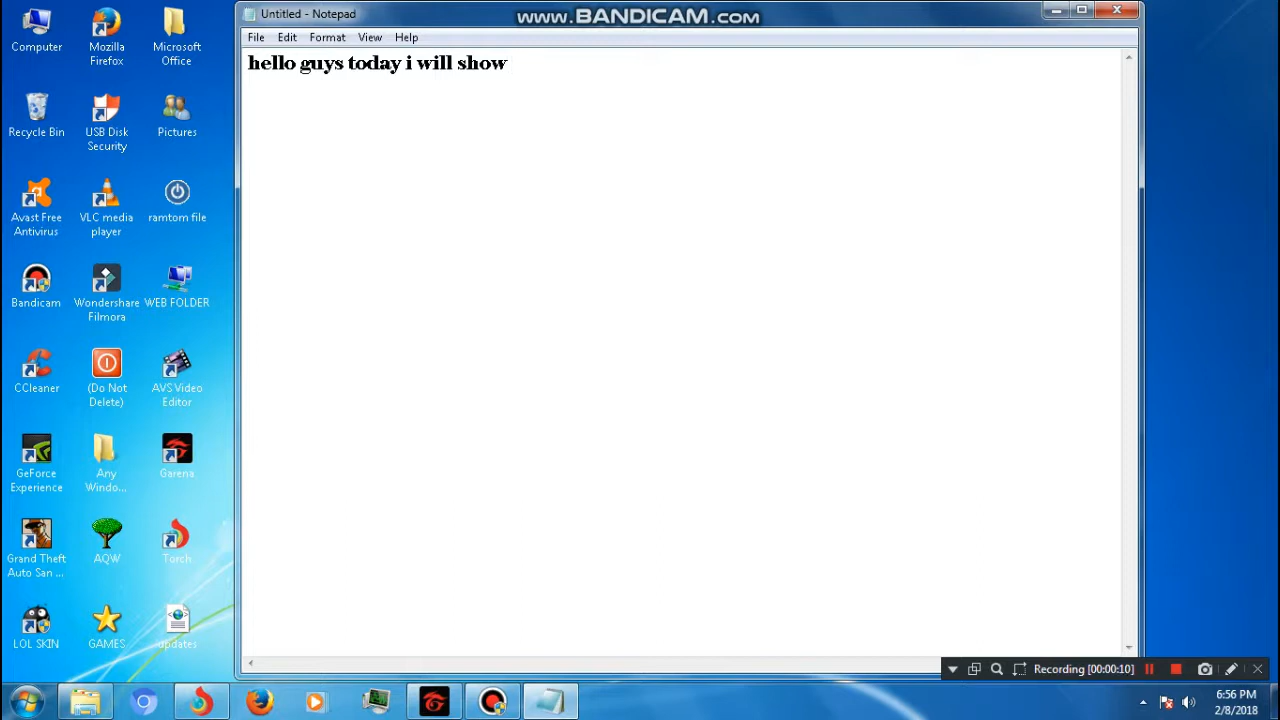 Untitled - Notepad
www.BANDICAM.com
File Edit Format View Help
hello guys today i will show
Computer
Mozilla
Firefox
Microsoft
Office
Recycle Bin
USB Disk
Security
Pictures
Avast Free
Antivirus
VLC media
player
ramtom file
Bandicam
Wondershare
Filmora
WEB FOLDER
CCleaner
(Do Not
Delete)
AVS Video
Editor
GeForce
Experience
Any
Windo...
Garena
Grand Theft
Auto San ...
AQW
Torch
LOL SKIN
GAMES
updates
Recording [00:00:10]
6:56 PM
2/8/2018